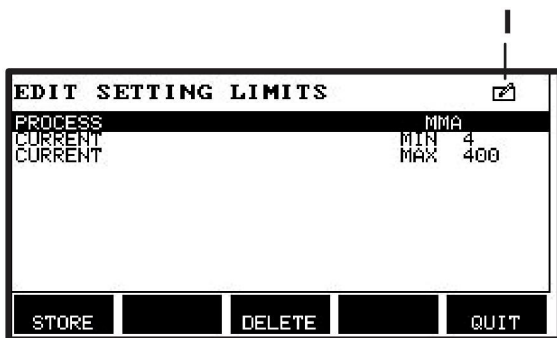 I
EDIT SETTING LIMITS
PROCESS MMA
CURRENT MIN 4
CURRENT MAX 400
STORE DELETE QUIT